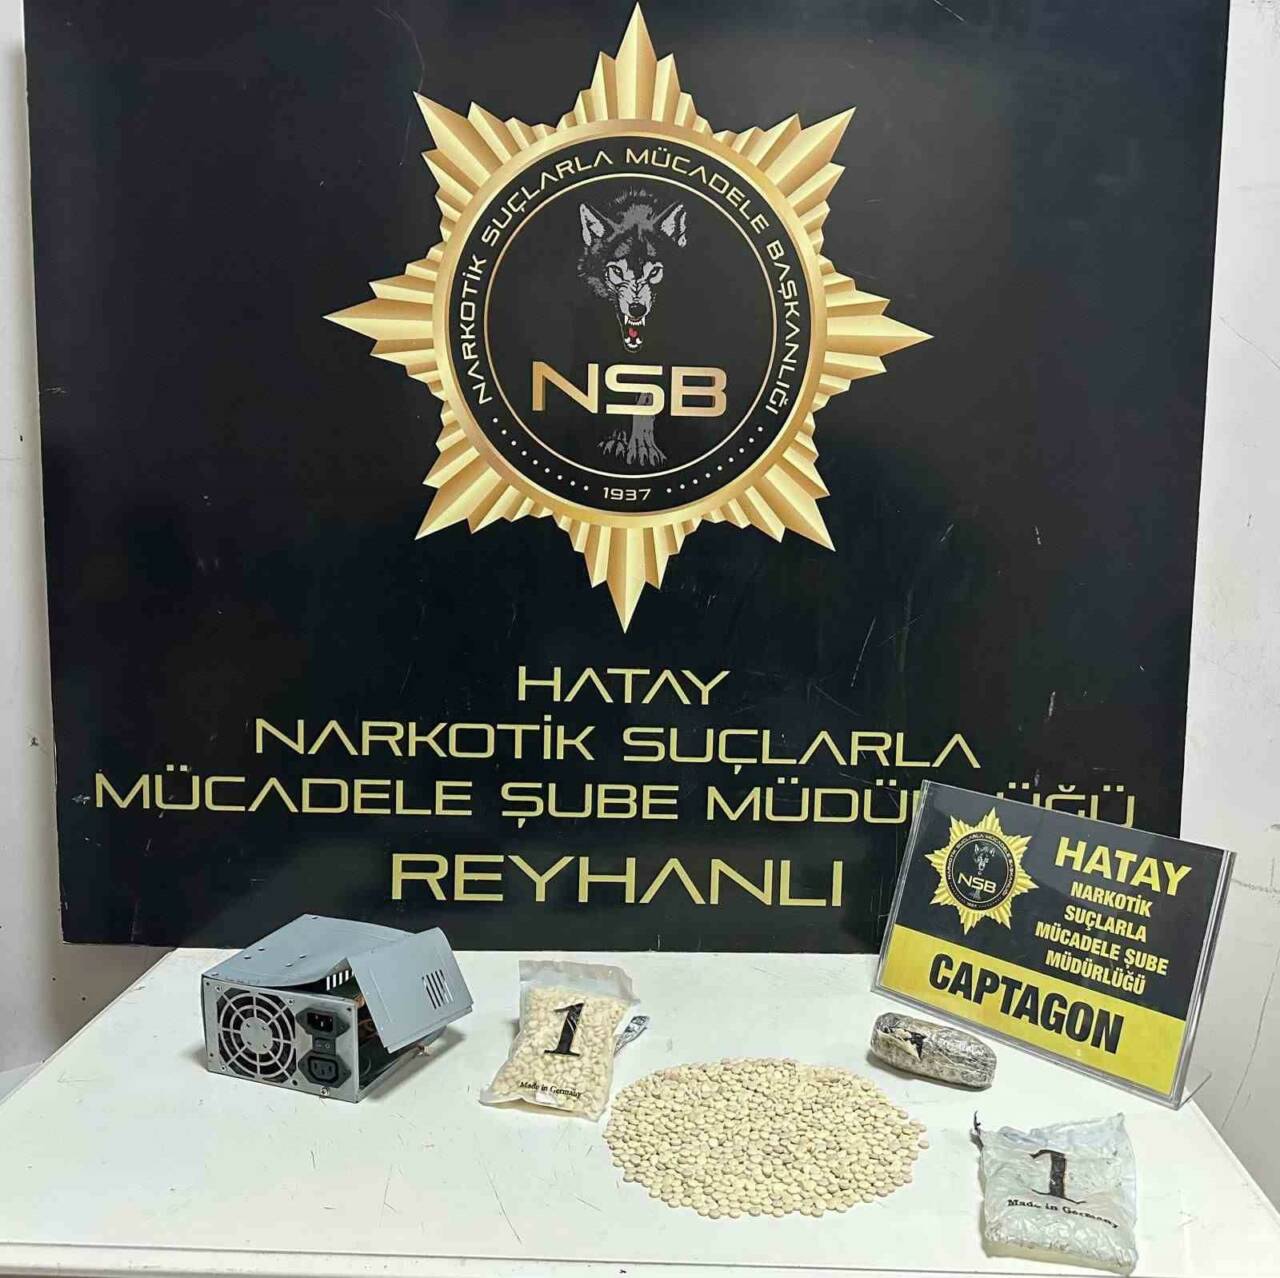 NARKOTİK SUÇLARLA MÜCADELE BAŞKANLIĞI
NSB
1937
HATAY
NARKOTİK SUÇLARLA
MÜCADELE ŞUBE
REYHANLI
NSB
HATAY
NARKOTİK
SUÇLARLA
MÜCADELE ŞUBE
MÜDÜRLÜĞÜ
CAPTAGON
1
Made in Germany
1
Made in Germany